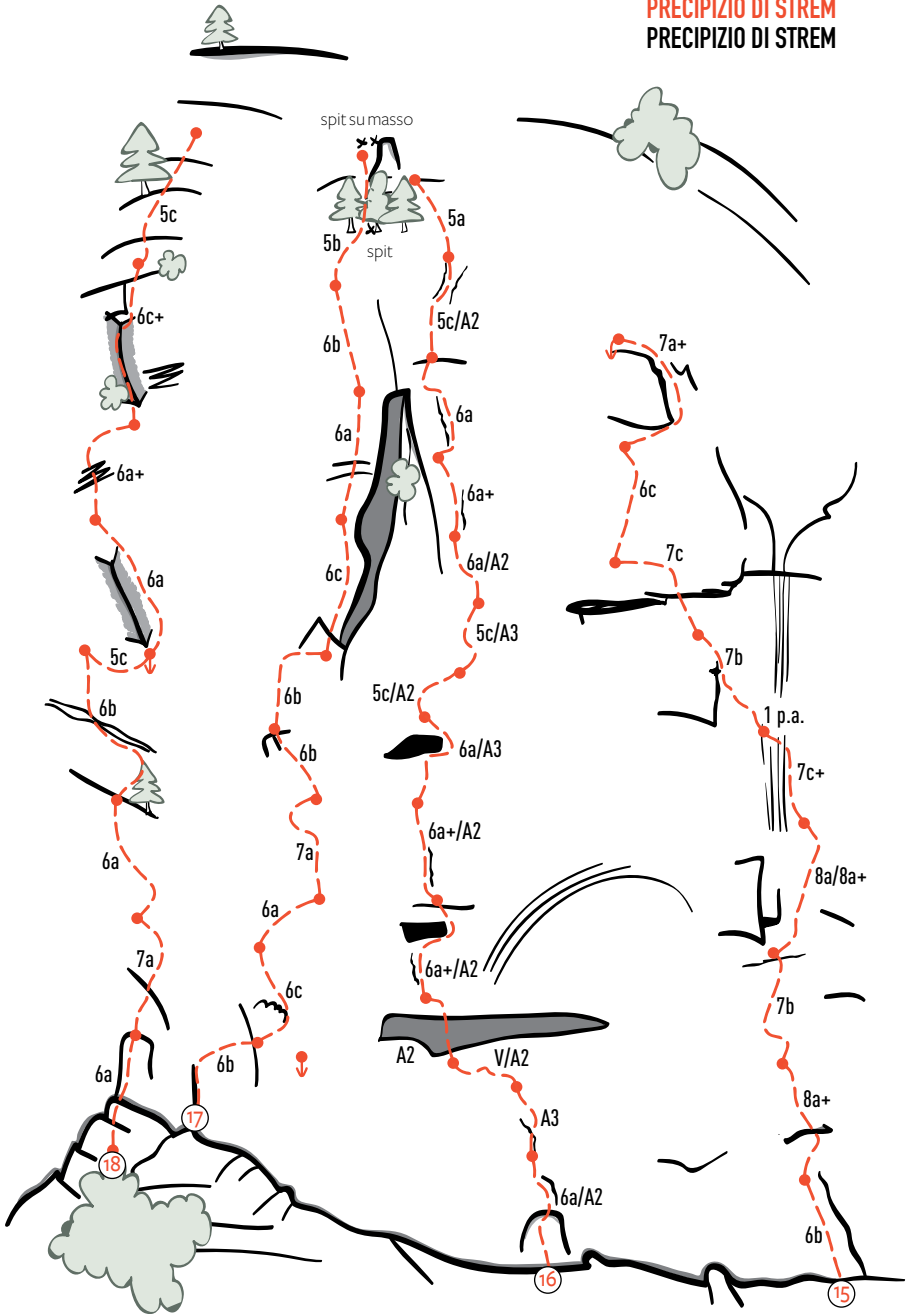 PRECIPIZIO DI STREM
PRECIPIZIO DI STREM
spit su masso
5c
5b
spit
5a
6c+
6b
5c/A2
7a+
6a+
6a
6a
6c
6a+
6a
6c
6a/A2
7c
5c
5c/A3
7b
6b
6b
5c/A2
6b
6a/A3
1 p.a.
7c+
6a
7a
6a+/A2
8a/8a+
6a
7a
6c
6a+/A2
7b
6a
6b
A2
V/A2
8a+
A3
17
18
6a/A2
6b
16
15